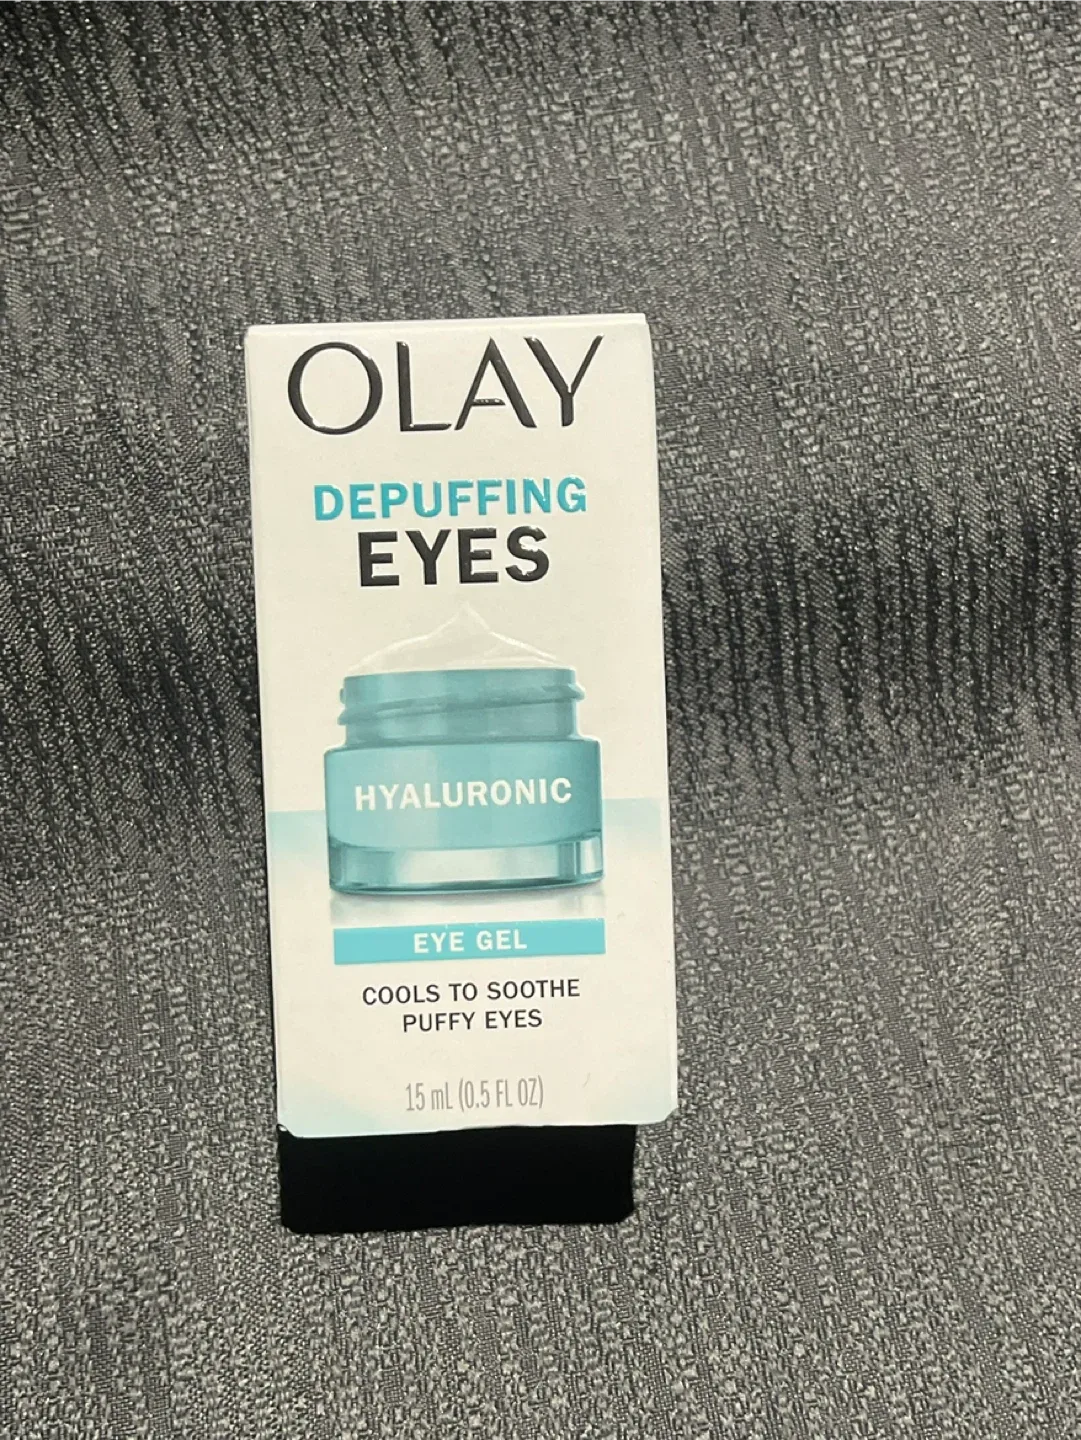 OLAY
DEPUFFING
EYES
HYALURONIC
EYE GEL
COOLS TO SOOTHE
PUFFY EYES
15 mL (0.5 FL OZ)